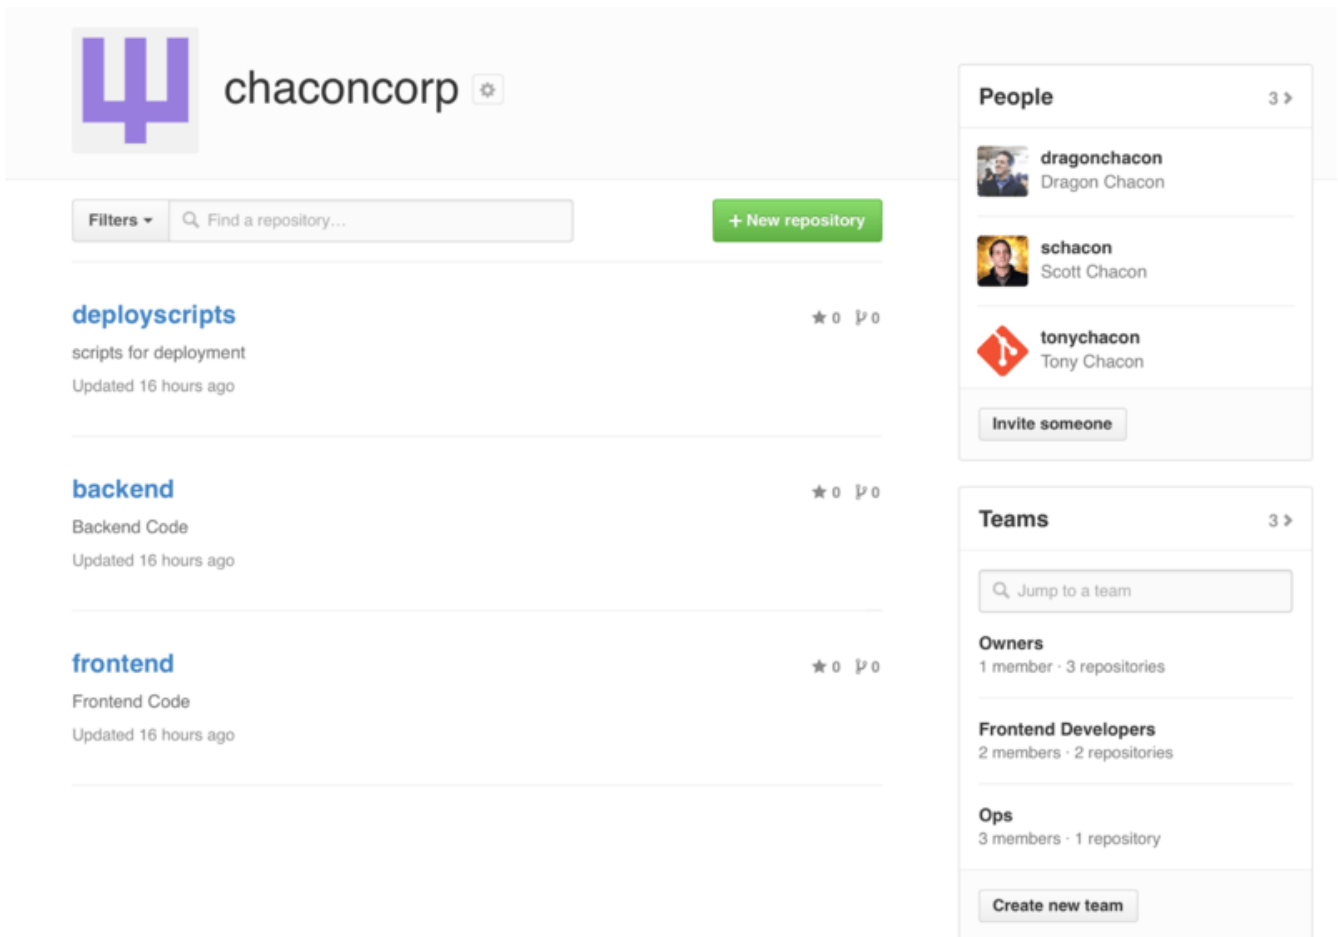 chaconcorp
Filters
Find a repository...
+ New repository
deployscripts
0 0
scripts for deployment
Updated 16 hours ago
backend
0 0
Backend Code
Updated 16 hours ago
frontend
0 0
Frontend Code
Updated 16 hours ago
People 3
dragonchacon
Dragon Chacon
schacon
Scott Chacon
tonychacon
Tony Chacon
Invite someone
Teams 3
Jump to a team
Owners
1 member · 3 repositories
Frontend Developers
2 members · 2 repositories
Ops
3 members · 1 repository
Create new team